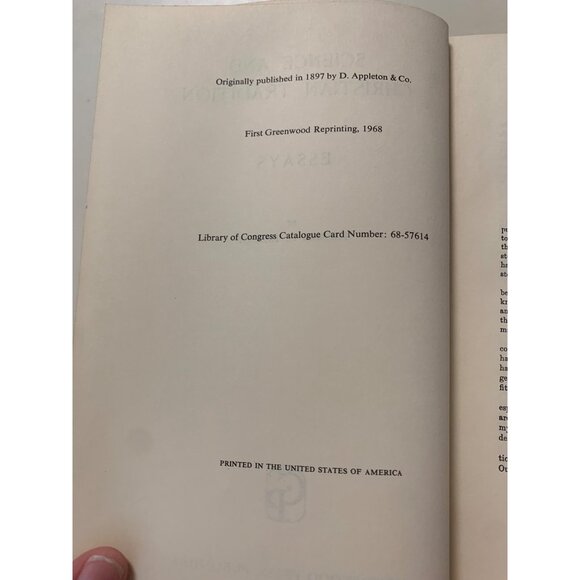 Originally published in 1897 by D. Appleton & Co.
First Greenwood Reprinting, 1968
Library of Congress Catalogue Card Number: 68-57614
PRINTED IN THE UNITED STATES OF AMERICA